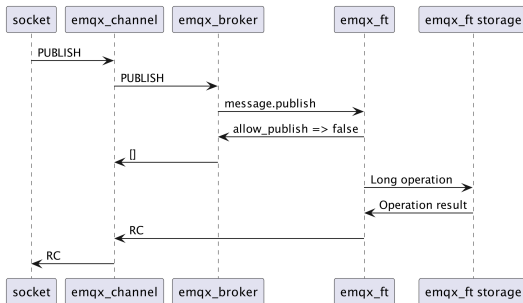 socket
emqx_channel
emqx_broker
emqx_ft
emqx_ft storage
PUBLISH
PUBLISH
message.publish
allow_publish => false
[]
Long operation
Operation result
RC
RC
socket
emqx_channel
emqx_broker
emqx_ft
emqx_ft storage